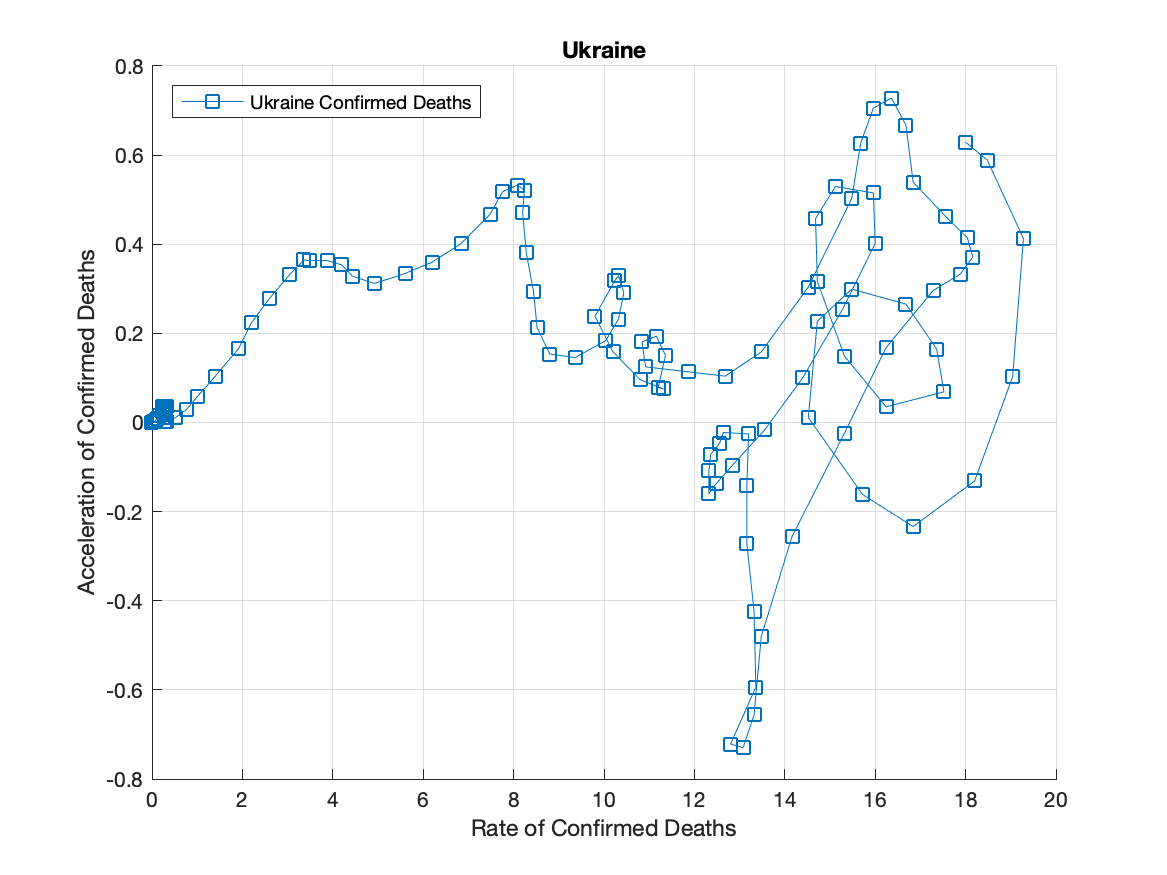 Ukraine
Ukraine Confirmed Deaths
Acceleration of Confirmed Deaths
0.8
0.6
0.4
0.2
0
-0.2
-0.4
-0.6
-0.8
0 2 4 6 8 10 12 14 16 18 20
Rate of Confirmed Deaths